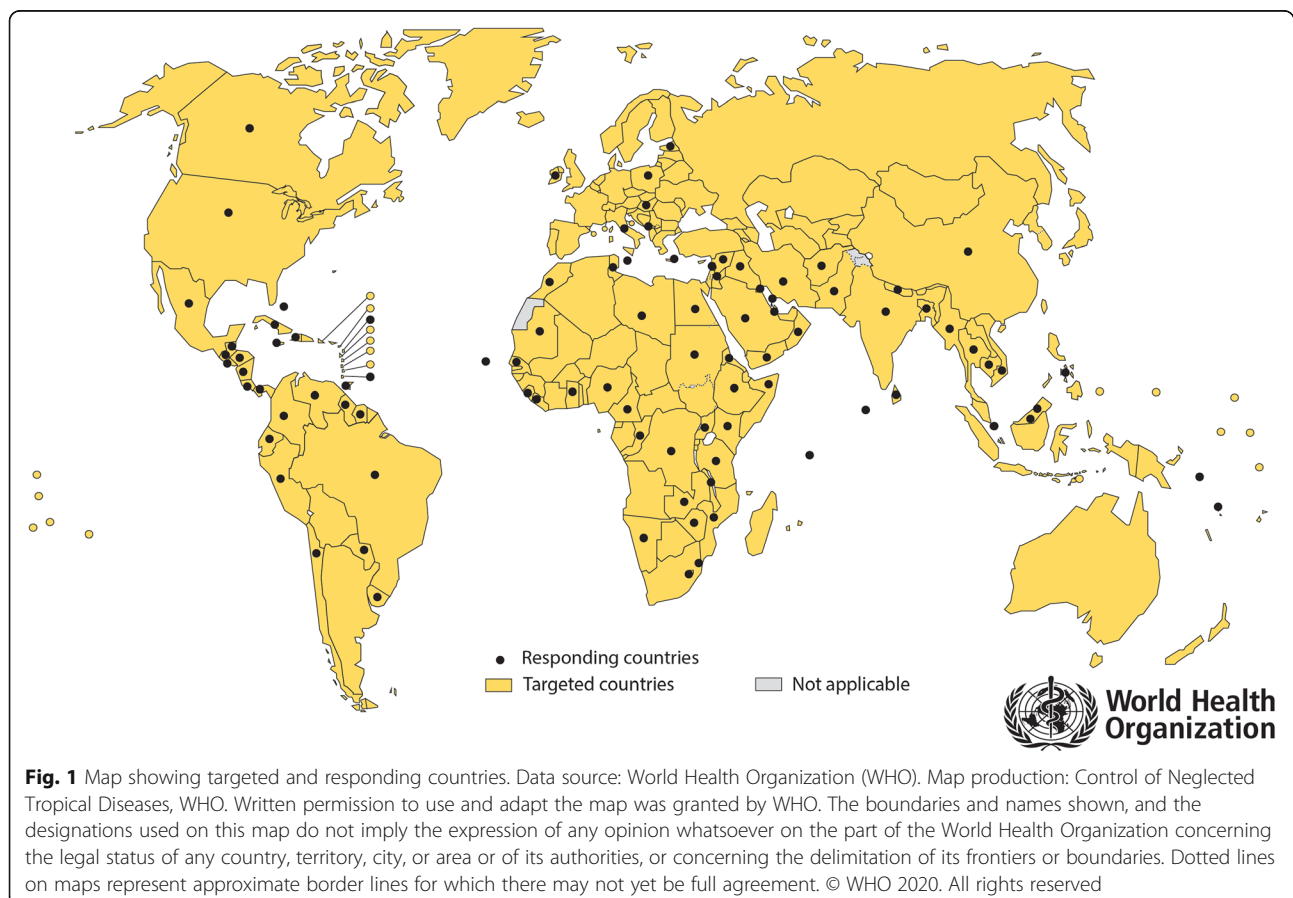 Responding countries
Targeted countries
Not applicable
World Health
Organization
Fig. 1 Map showing targeted and responding countries. Data source: World Health Organization (WHO). Map production: Control of Neglected
Tropical Diseases, WHO. Written permission to use and adapt the map was granted by WHO. The boundaries and names shown, and the
designations used on this map do not imply the expression of any opinion whatsoever on the part of the World Health Organization concerning
the legal status of any country, territory, city, or area or of its authorities, or concerning the delimitation of its frontiers or boundaries. Dotted lines
on maps represent approximate border lines for which there may not yet be full agreement. © WHO 2020. All rights reserved